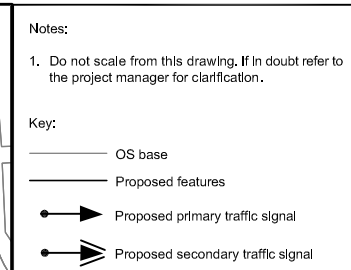 Notes:
1. Do not scale from this drawing. If in doubt refer to
the project manager for clarification.
Key:
OS base
Proposed features
Proposed primary traffic signal
Proposed secondary traffic signal